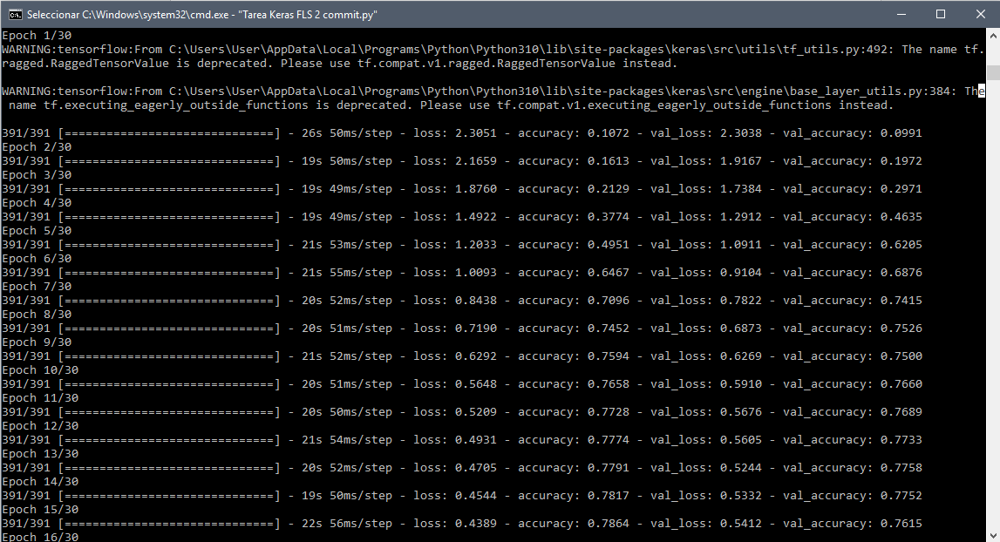 Seleccionar C:\Windows\system32\cmd.exe - "Tarea Keras FLS 2 commit.py"
Epoch 1/30
WARNING:tensorflow:From C:\Users\User\AppData\Local\Programs\Python\Python310\lib\site-packages\keras\src\utils\tf_utils.py:492: The name tf.
ragged.RaggedTensorValue is deprecated. Please use tf.compat.v1.ragged.RaggedTensorValue instead.
WARNING:tensorflow:From C:\Users\User\AppData\Local\Programs\Python\Python310\lib\site-packages\keras\src\engine\base_layer_utils.py:384: The
name tf.executing_eagerly_outside_functions is deprecated. Please use tf.compat.v1.executing_eagerly_outside_functions instead.
391/391 [==============================] - 26s 50ms/step - loss: 2.3051 - accuracy: 0.1072 - val_loss: 2.3038 - val_accuracy: 0.0991
Epoch 2/30
391/391 [==============================] - 19s 50ms/step - loss: 2.1659 - accuracy: 0.1613 - val_loss: 1.9167 - val_accuracy: 0.1972
Epoch 3/30
391/391 [==============================] - 19s 49ms/step - loss: 1.8760 - accuracy: 0.2129 - val_loss: 1.7384 - val_accuracy: 0.2971
Epoch 4/30
391/391 [==============================] - 19s 49ms/step - loss: 1.4922 - accuracy: 0.3774 - val_loss: 1.2912 - val_accuracy: 0.4635
Epoch 5/30
391/391 [==============================] - 21s 53ms/step - loss: 1.2033 - accuracy: 0.4951 - val_loss: 1.0911 - val_accuracy: 0.6205
Epoch 6/30
391/391 [==============================] - 21s 55ms/step - loss: 1.0093 - accuracy: 0.6467 - val_loss: 0.9104 - val_accuracy: 0.6876
Epoch 7/30
391/391 [==============================] - 20s 52ms/step - loss: 0.8438 - accuracy: 0.7096 - val_loss: 0.7822 - val_accuracy: 0.7415
Epoch 8/30
391/391 [==============================] - 20s 51ms/step - loss: 0.7190 - accuracy: 0.7452 - val_loss: 0.6873 - val_accuracy: 0.7526
Epoch 9/30
391/391 [==============================] - 21s 52ms/step - loss: 0.6292 - accuracy: 0.7594 - val_loss: 0.6269 - val_accuracy: 0.7500
Epoch 10/30
391/391 [==============================] - 20s 51ms/step - loss: 0.5648 - accuracy: 0.7658 - val_loss: 0.5910 - val_accuracy: 0.7660
Epoch 11/30
391/391 [==============================] - 20s 50ms/step - loss: 0.5209 - accuracy: 0.7728 - val_loss: 0.5676 - val_accuracy: 0.7689
Epoch 12/30
391/391 [==============================] - 21s 54ms/step - loss: 0.4931 - accuracy: 0.7774 - val_loss: 0.5605 - val_accuracy: 0.7733
Epoch 13/30
391/391 [==============================] - 20s 52ms/step - loss: 0.4705 - accuracy: 0.7791 - val_loss: 0.5244 - val_accuracy: 0.7758
Epoch 14/30
391/391 [==============================] - 19s 50ms/step - loss: 0.4544 - accuracy: 0.7817 - val_loss: 0.5332 - val_accuracy: 0.7752
Epoch 15/30
391/391 [==============================] - 22s 56ms/step - loss: 0.4389 - accuracy: 0.7864 - val_loss: 0.5412 - val_accuracy: 0.7615
Epoch 16/30